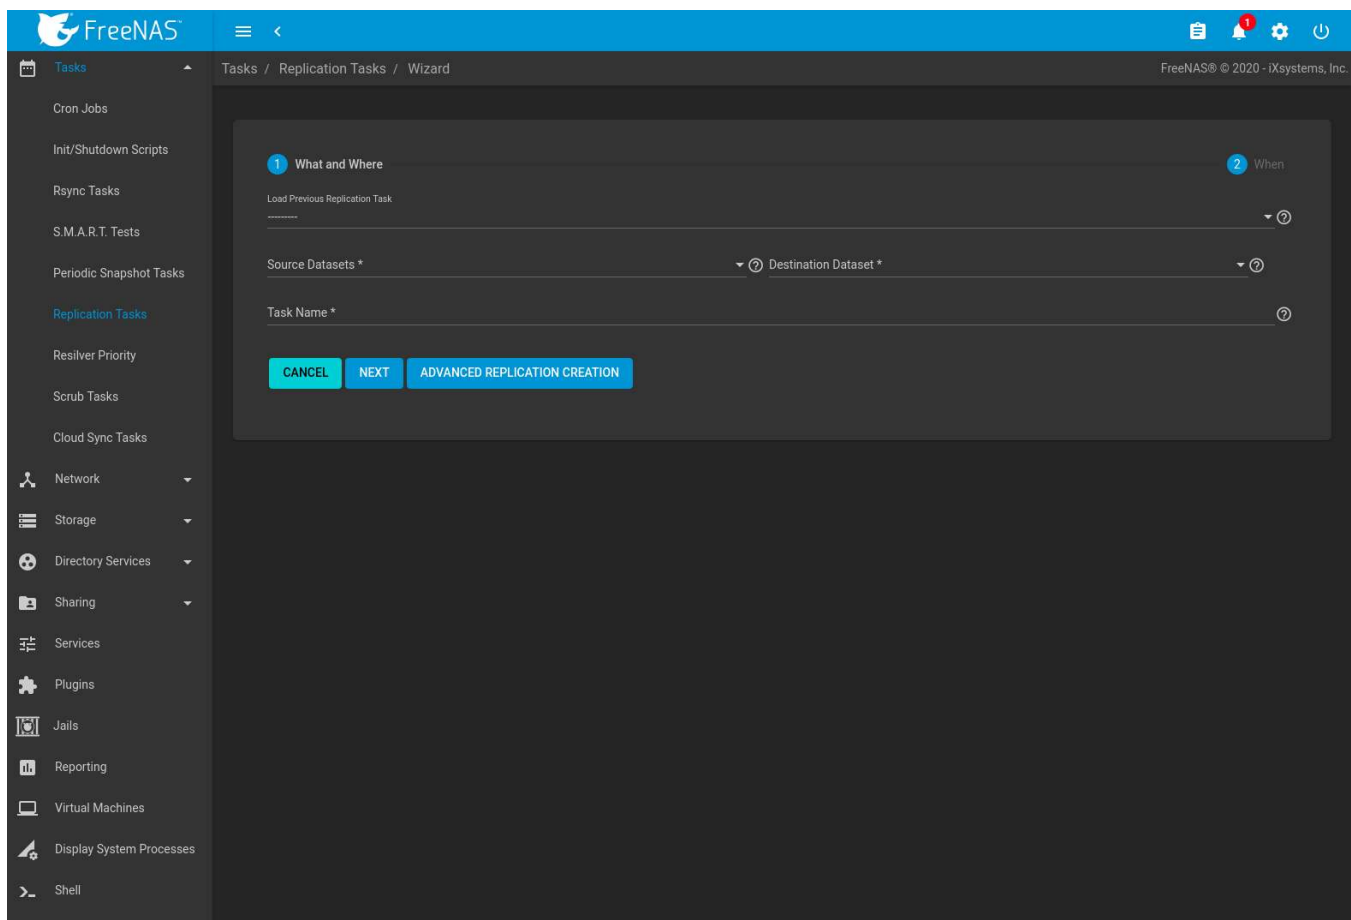 FreeNAS®
1
Tasks
Tasks / Replication Tasks / Wizard
FreeNAS® © 2020 - iXsystems, Inc.
Cron Jobs
Init/Shutdown Scripts
Rsync Tasks
S.M.A.R.T. Tests
Periodic Snapshot Tasks
Replication Tasks
Resilver Priority
Scrub Tasks
Cloud Sync Tasks
Network
Storage
Directory Services
Sharing
Services
Plugins
Jails
Reporting
Virtual Machines
Display System Processes
Shell
1 What and Where
2 When
Load Previous Replication Task
---------
Source Datasets *
Destination Dataset *
Task Name *
CANCEL
NEXT
ADVANCED REPLICATION CREATION